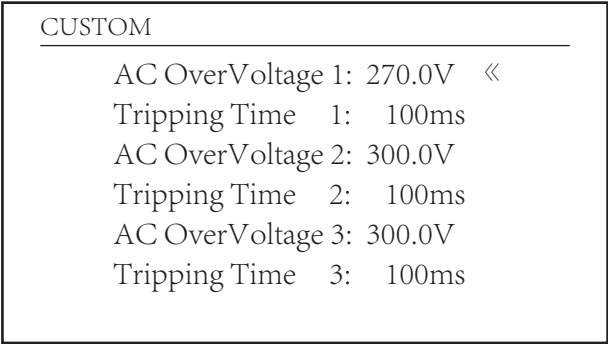 CUSTOM
AC OverVoltage 1: 270.0V «
Tripping Time 1: 100ms
AC OverVoltage 2: 300.0V
Tripping Time 2: 100ms
AC OverVoltage 3: 300.0V
Tripping Time 3: 100ms